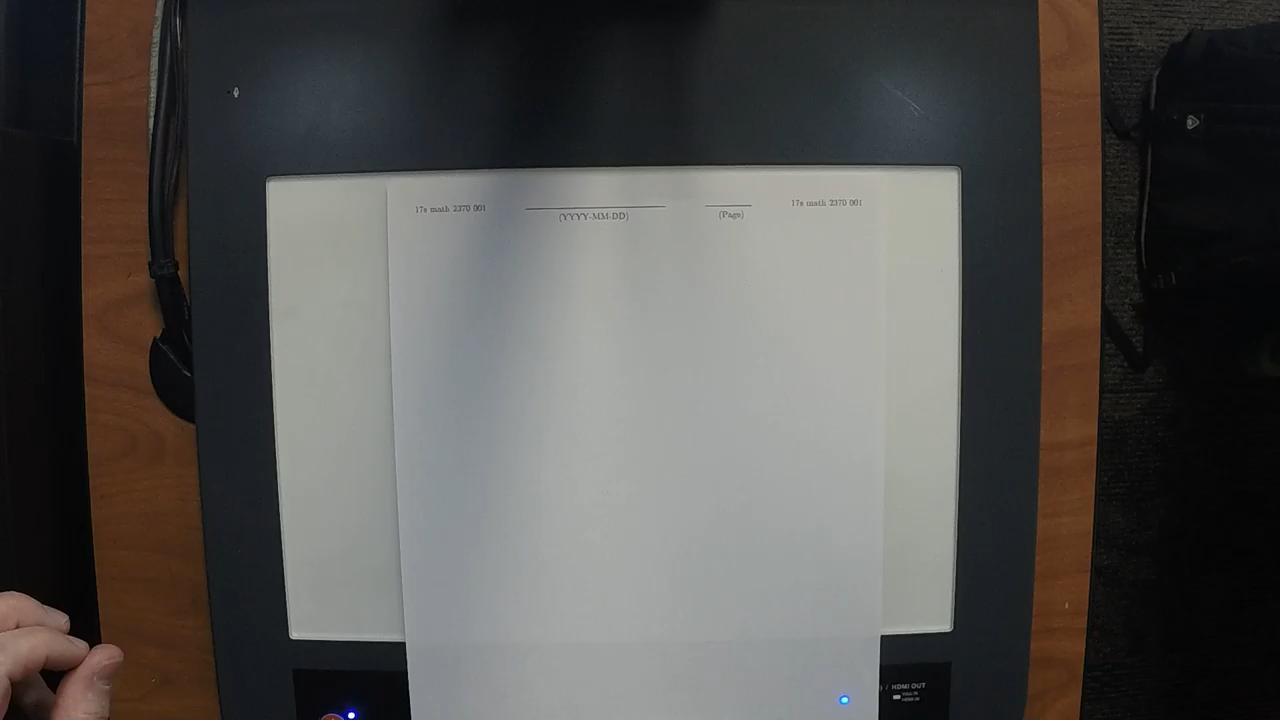 17s math 2370 001 (YYYY-MM-DD) (Page) 17s math 2370 001
/ HDMI OUT